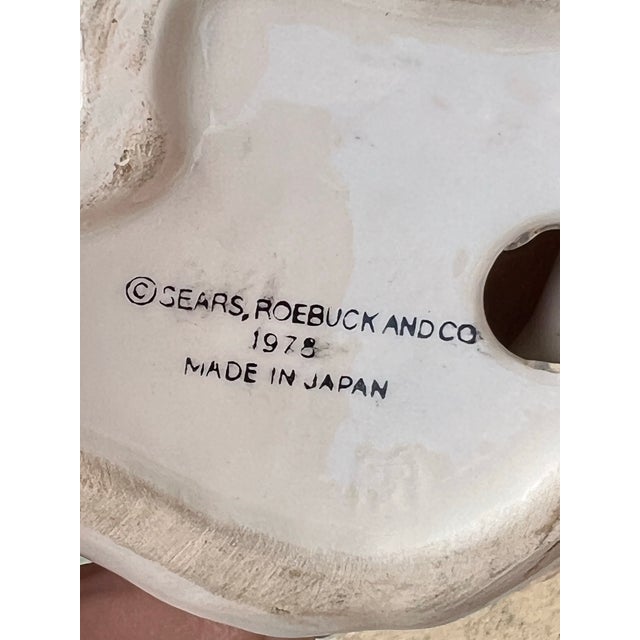 © SEARS, ROEBUCK AND CO
1978
MADE IN JAPAN